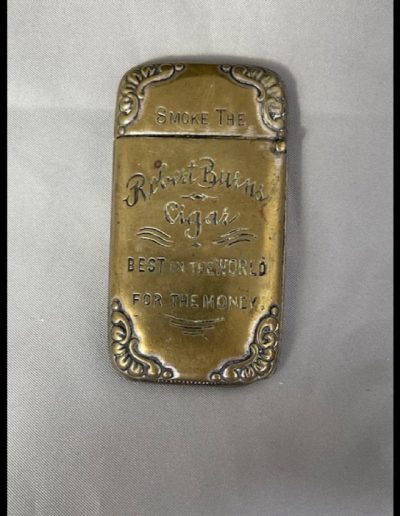 SMOKE THE
Robert Burns
Cigar
BEST IN THE WORLD
FOR THE MONEY.